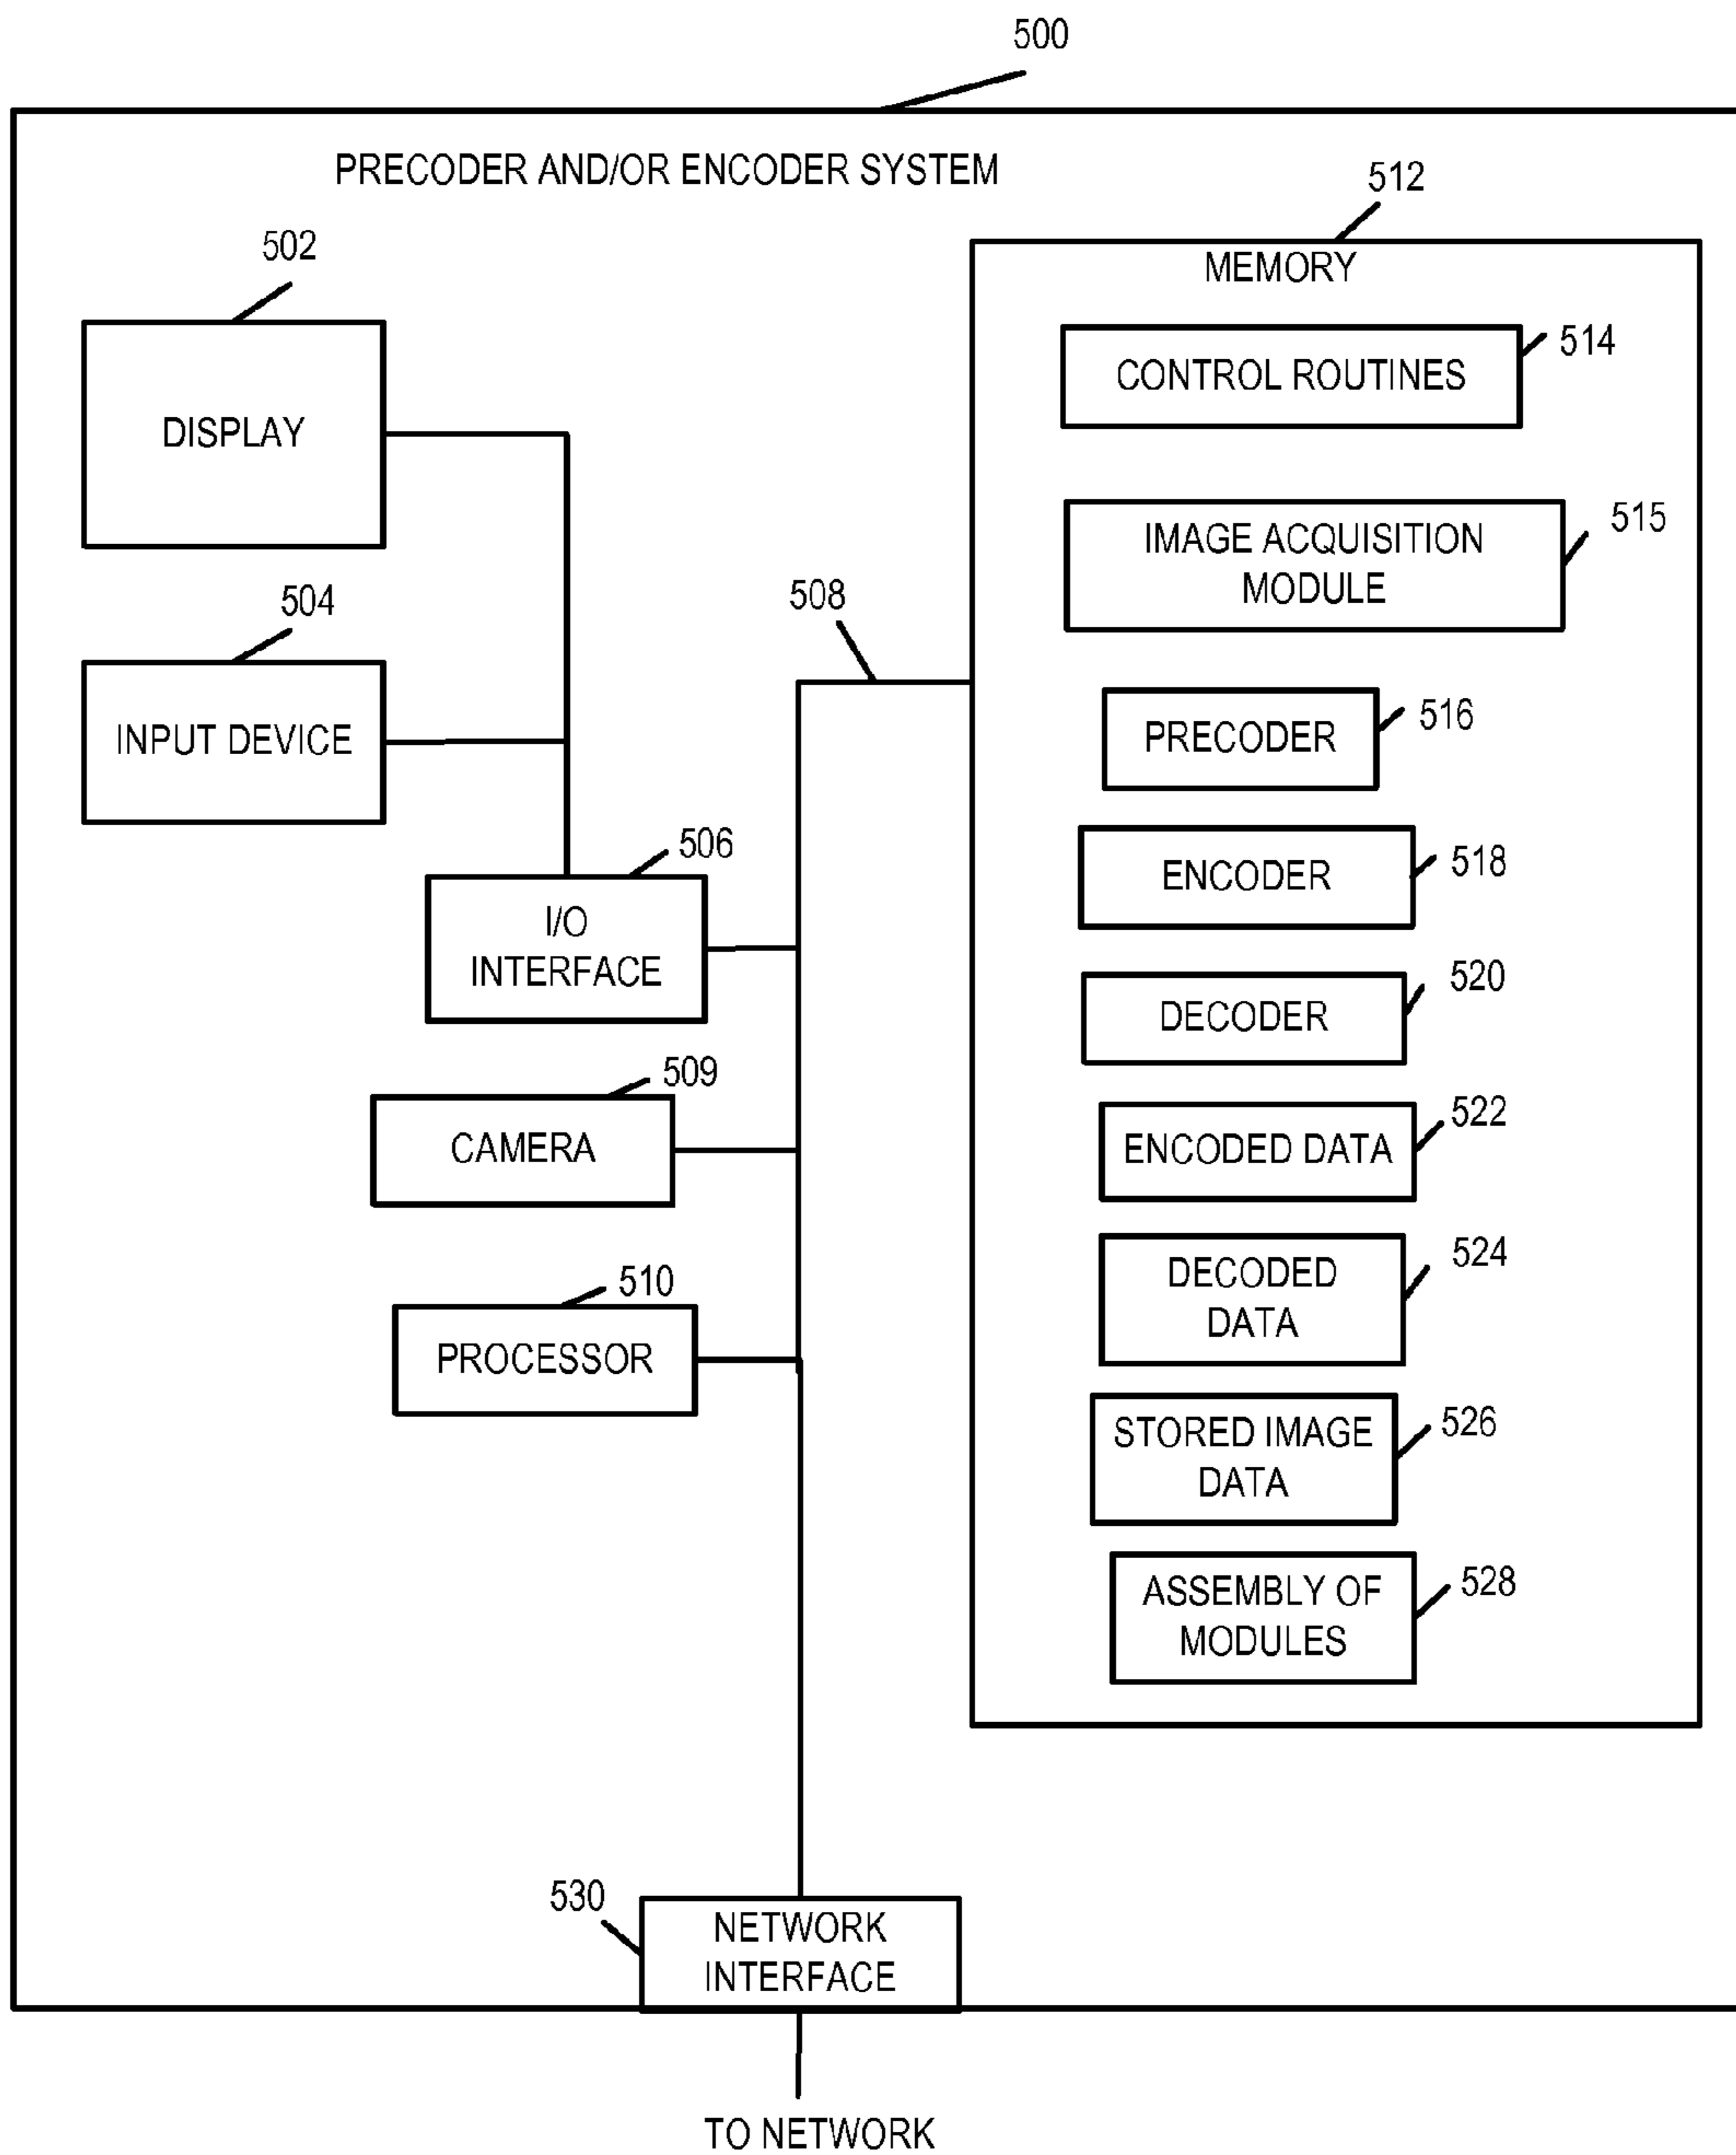 500
PRECODER AND/OR ENCODER SYSTEM
512
MEMORY
502
DISPLAY
514
CONTROL ROUTINES
515
IMAGE ACQUISITION
MODULE
504
INPUT DEVICE
508
516
PRECODER
506
I/O
INTERFACE
518
ENCODER
520
DECODER
509
CAMERA
522
ENCODED DATA
510
PROCESSOR
524
DECODED
DATA
526
STORED IMAGE
DATA
528
ASSEMBLY OF
MODULES
530
NETWORK
INTERFACE
TO NETWORK